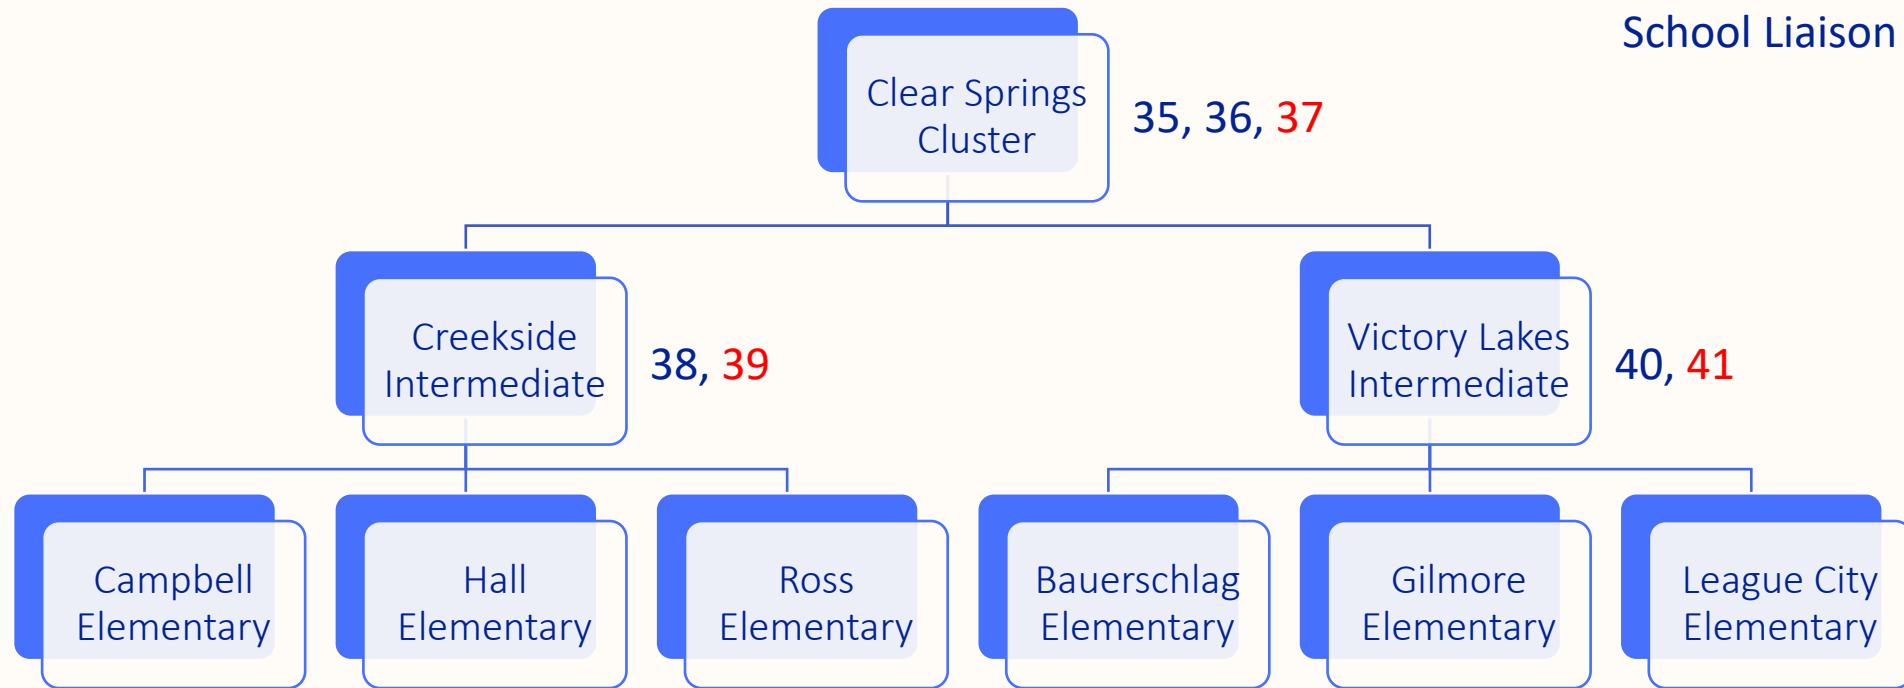 School Liaison
Clear Springs
Cluster
35, 36, 37
Creekside
Intermediate
38, 39
Victory Lakes
Intermediate
40, 41
Campbell
Elementary
Hall
Elementary
Ross
Elementary
Bauerschlag
Elementary
Gilmore
Elementary
League City
Elementary